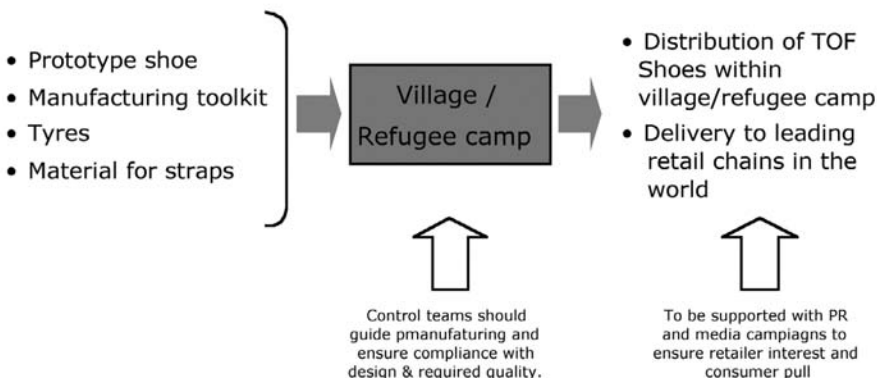 • Prototype shoe
• Manufacturing toolkit
• Tyres
• Material for straps
Village /
Refugee camp
• Distribution of TOF
Shoes within
village/refugee camp
• Delivery to leading
retail chains in the
world
Control teams should
guide pmanufaturing and
ensure compliance with
design & required quality.
To be supported with PR
and media campiagns to
ensure retailer interest and
consumer pull